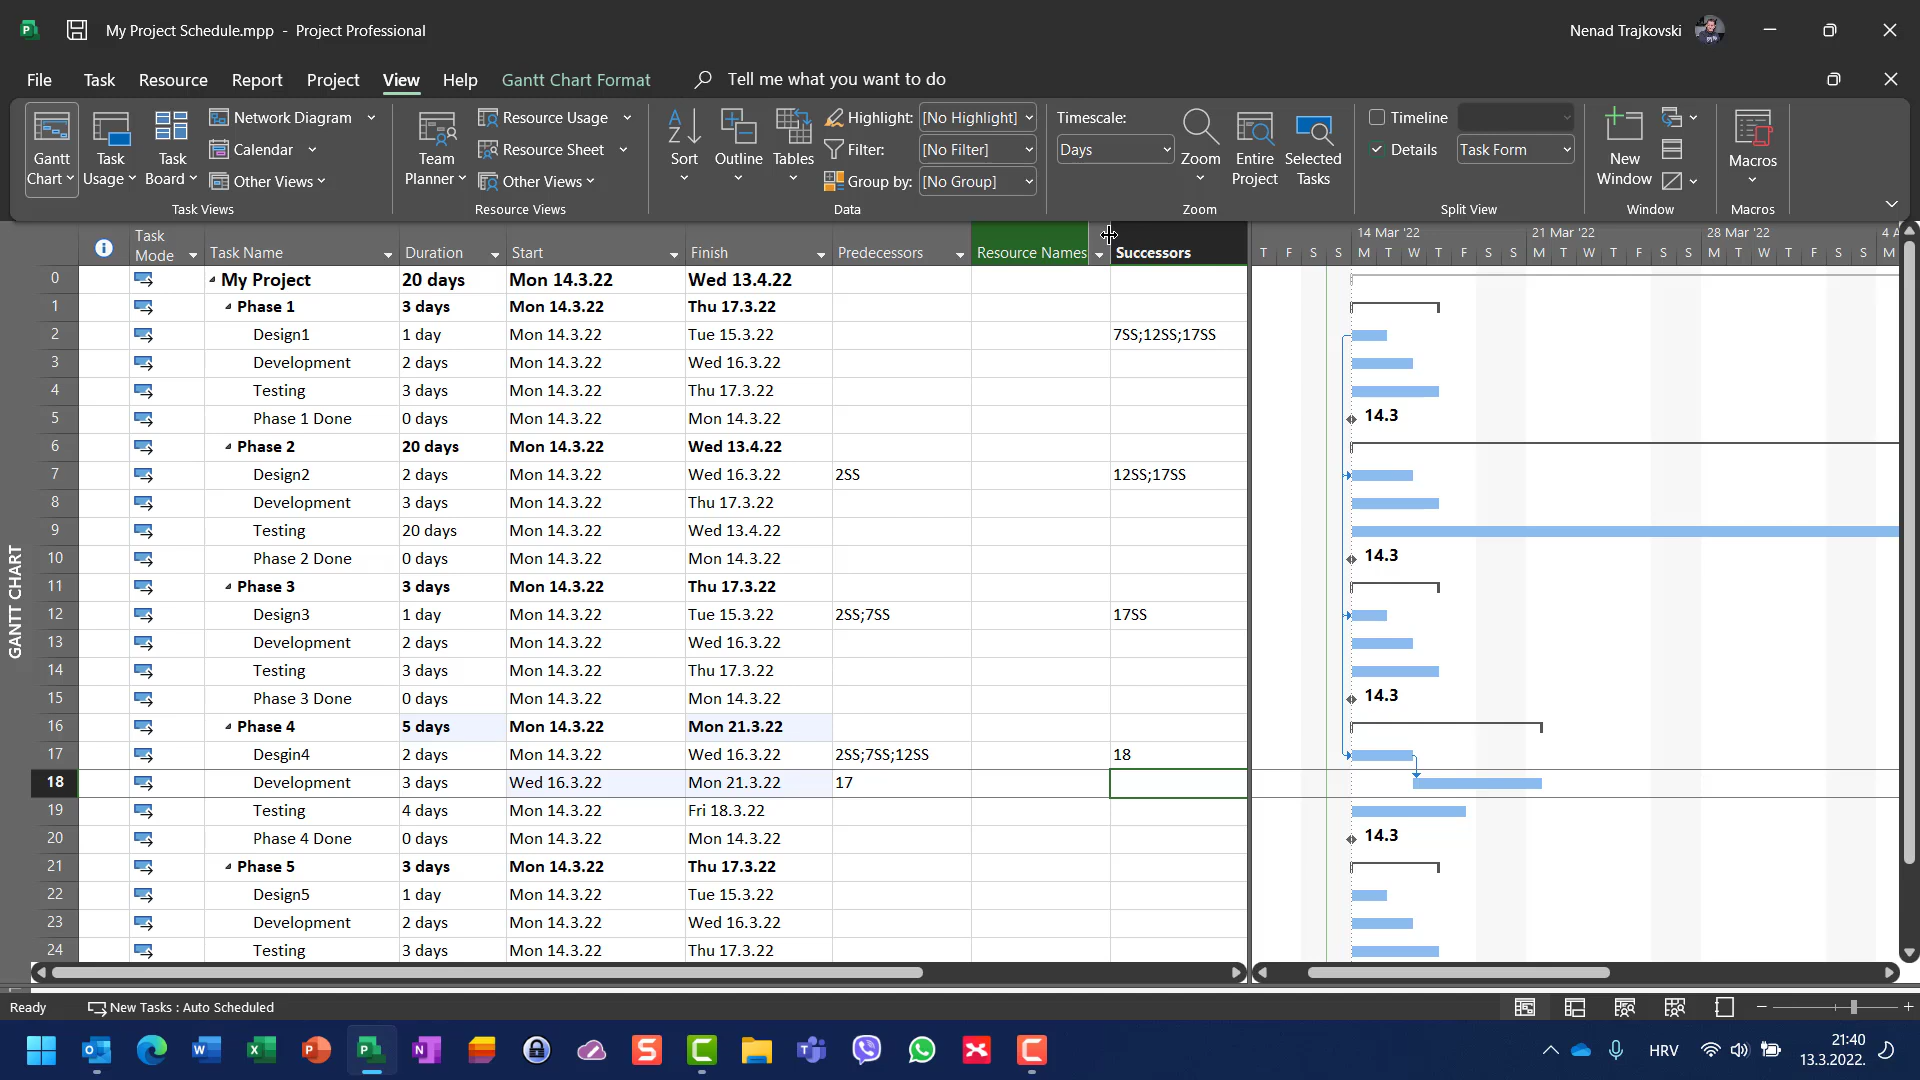 My Project Schedule.mpp - Project Professional
Nenad Trajkovski
File Task Resource Report Project View Help Gantt Chart Format Tell me what you want to do
Gantt Chart
Task Usage
Task Board
Network Diagram
Calendar
Other Views
Task Views
Team Planner
Resource Usage
Resource Sheet
Other Views
Resource Views
Sort
Outline
Tables
Highlight: [No Highlight]
Filter: [No Filter]
Group by: [No Group]
Data
Timescale:
Days
Zoom
Entire Project
Selected Tasks
Zoom
Timeline
Details Task Form
Split View
New Window
Window
Macros
Macros
Task Mode Task Name Duration Start Finish Predecessors Resource Names Successors
14 Mar '22 21 Mar '22 28 Mar '22 4 A
T F S S M T W T F S S M T W T F S S M T W T F S S M
0 My Project 20 days Mon 14.3.22 Wed 13.4.22
1 Phase 1 3 days Mon 14.3.22 Thu 17.3.22
2 Design1 1 day Mon 14.3.22 Tue 15.3.22 7SS;12SS;17SS
3 Development 2 days Mon 14.3.22 Wed 16.3.22
4 Testing 3 days Mon 14.3.22 Thu 17.3.22
5 Phase 1 Done 0 days Mon 14.3.22 Mon 14.3.22 14.3
6 Phase 2 20 days Mon 14.3.22 Wed 13.4.22
7 Design2 2 days Mon 14.3.22 Wed 16.3.22 2SS 12SS;17SS
8 Development 3 days Mon 14.3.22 Thu 17.3.22
9 Testing 20 days Mon 14.3.22 Wed 13.4.22
10 Phase 2 Done 0 days Mon 14.3.22 Mon 14.3.22 14.3
11 Phase 3 3 days Mon 14.3.22 Thu 17.3.22
12 Design3 1 day Mon 14.3.22 Tue 15.3.22 2SS;7SS 17SS
13 Development 2 days Mon 14.3.22 Wed 16.3.22
14 Testing 3 days Mon 14.3.22 Thu 17.3.22
15 Phase 3 Done 0 days Mon 14.3.22 Mon 14.3.22 14.3
16 Phase 4 5 days Mon 14.3.22 Mon 21.3.22
17 Desgin4 2 days Mon 14.3.22 Wed 16.3.22 2SS;7SS;12SS 18
18 Development 3 days Wed 16.3.22 Mon 21.3.22 17
19 Testing 4 days Mon 14.3.22 Fri 18.3.22
20 Phase 4 Done 0 days Mon 14.3.22 Mon 14.3.22 14.3
21 Phase 5 3 days Mon 14.3.22 Thu 17.3.22
22 Design5 1 day Mon 14.3.22 Tue 15.3.22
23 Development 2 days Mon 14.3.22 Wed 16.3.22
24 Testing 3 days Mon 14.3.22 Thu 17.3.22
GANTT CHART
Ready New Tasks : Auto Scheduled
HRV
21:40
13.3.2022.